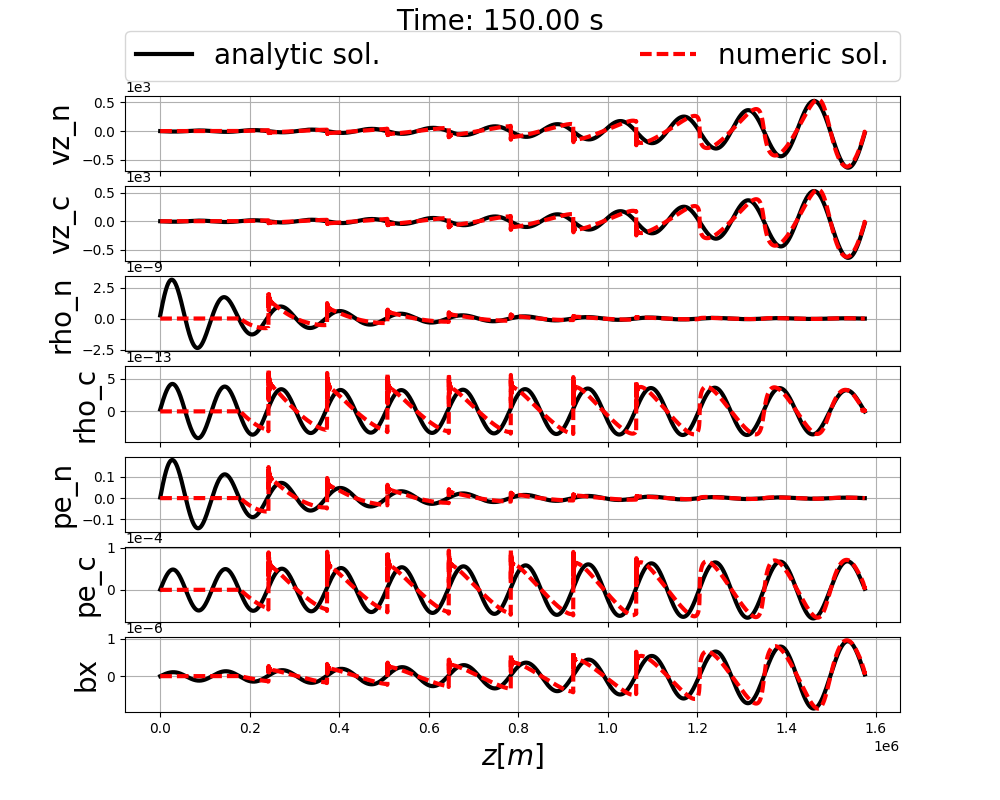 Time: 150.00 s
analytic sol. numeric sol.
1e3
vz_n
0.5
0.0
−0.5
1e3
vz_c
0.5
0.0
−0.5
1e−9
rho_n
2.5
0.0
−2.5
1e−13
rho_c
5
0
pe_n
0.1
0.0
−0.1
1e−4
pe_c
1
0
1e−6
bx
1
0
0.0 0.2 0.4 0.6 0.8 1.0 1.2 1.4 1.6
1e6
z[m]